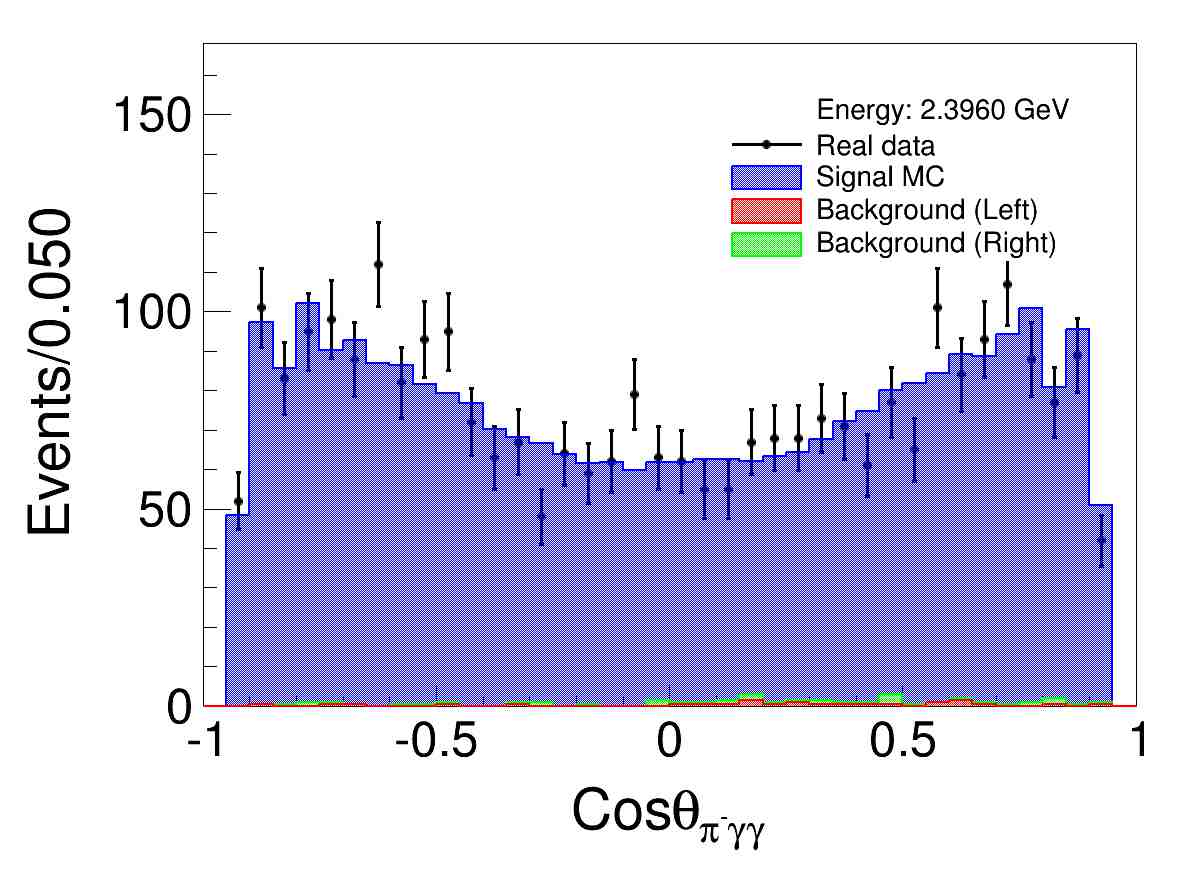 150
100
50
0
Events/0.050
Energy: 2.3960 GeV
Real data
Signal MC
Background (Left)
Background (Right)
-1 -0.5 0 0.5 1
Cosθπ⁻γγ